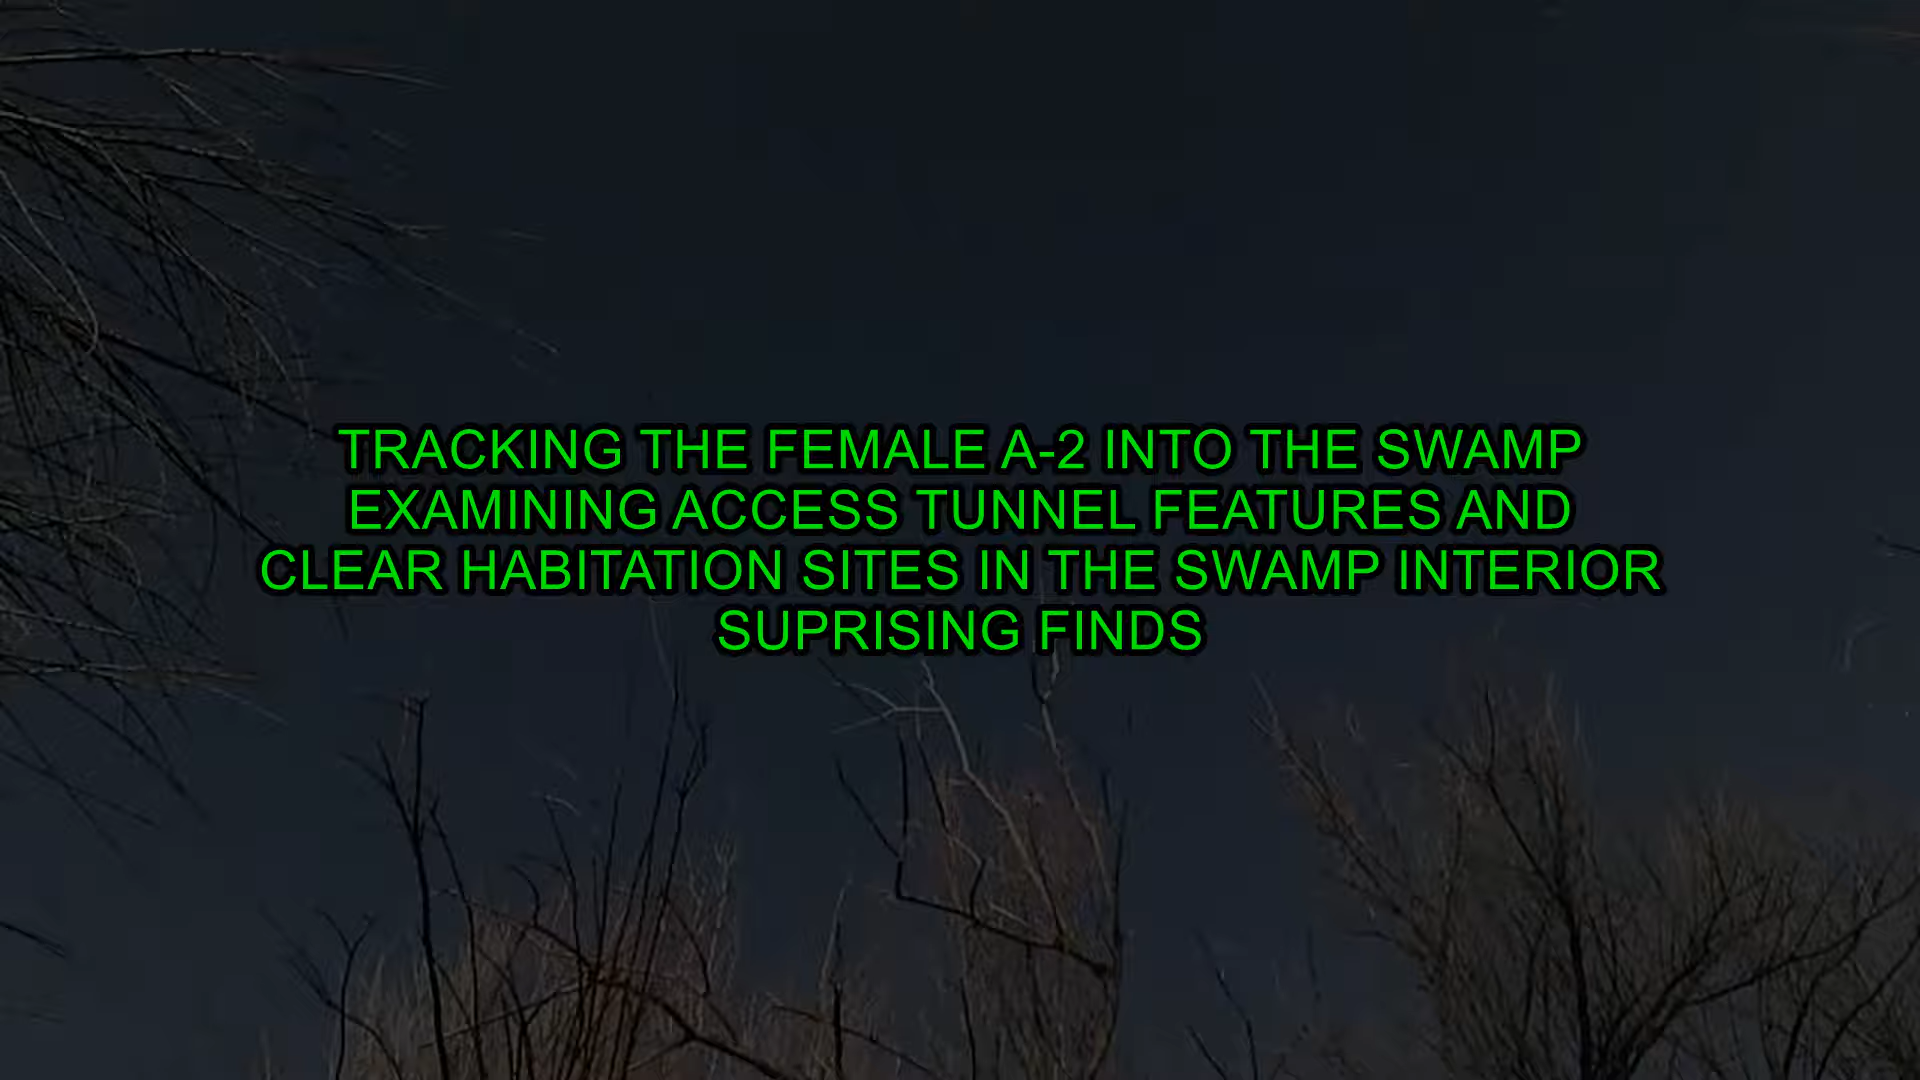 TRACKING THE FEMALE A-2 INTO THE SWAMP
EXAMINING ACCESS TUNNEL FEATURES AND
CLEAR HABITATION SITES IN THE SWAMP INTERIOR
SUPRISING FINDS